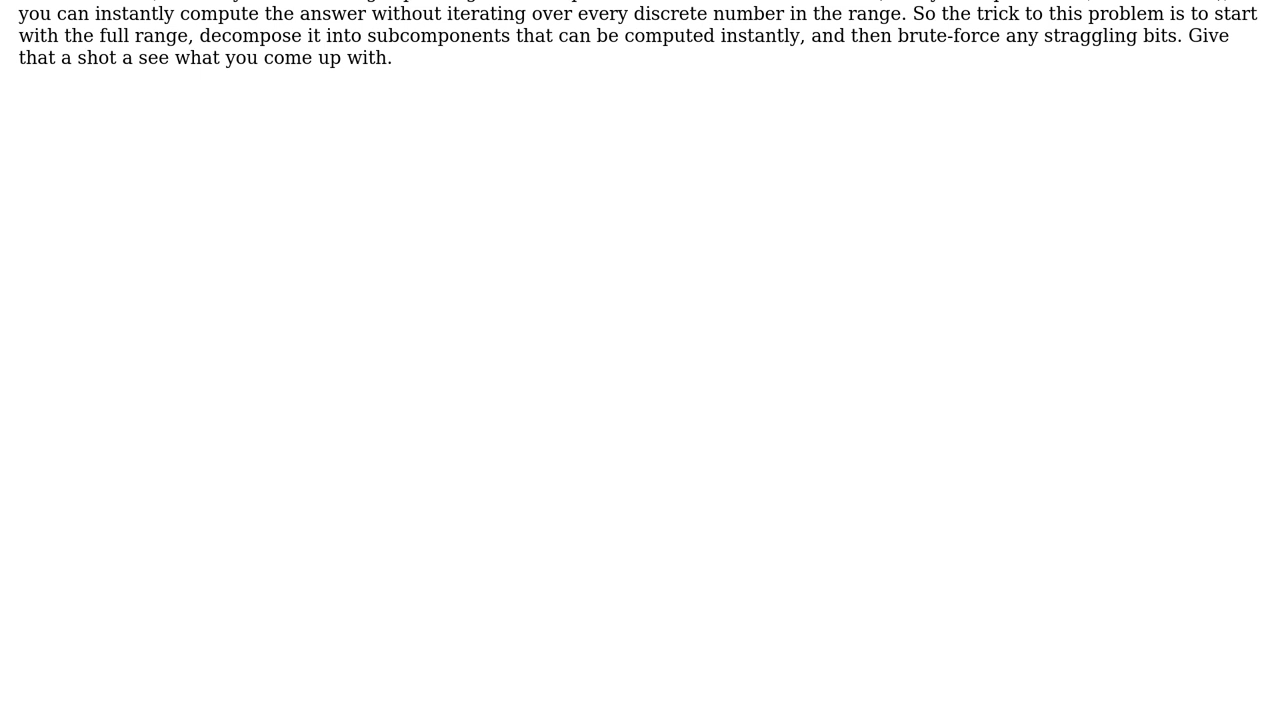 you can instantly compute the answer without iterating over every discrete number in the range. So the trick to this problem is to start
with the full range, decompose it into subcomponents that can be computed instantly, and then brute-force any straggling bits. Give
that a shot a see what you come up with.